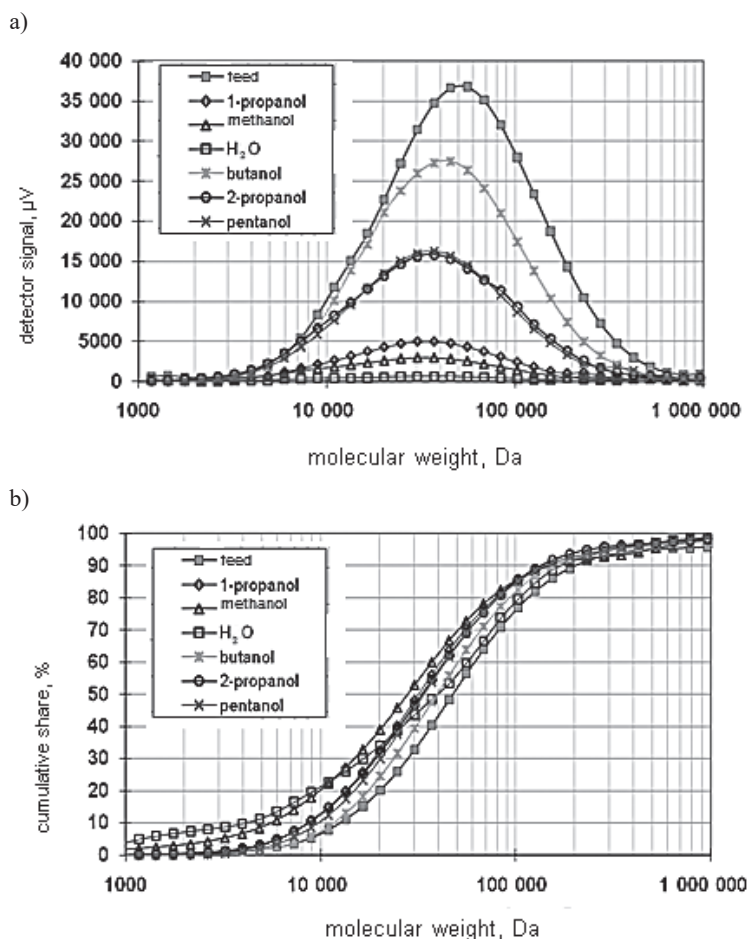 a)
40 000
35 000
30 000
25 000
20 000
15 000
10 000
5000
0
detector signal, µV
feed
1-propanol
methanol
H₂O
butanol
2-propanol
pentanol
1000
10 000
100 000
1 000 000
molecular weight, Da
b)
100
90
80
70
60
50
40
30
20
10
0
cumulative share, %
feed
1-propanol
methanol
H₂O
butanol
2-propanol
pentanol
1000
10 000
100 000
1 000 000
molecular weight, Da